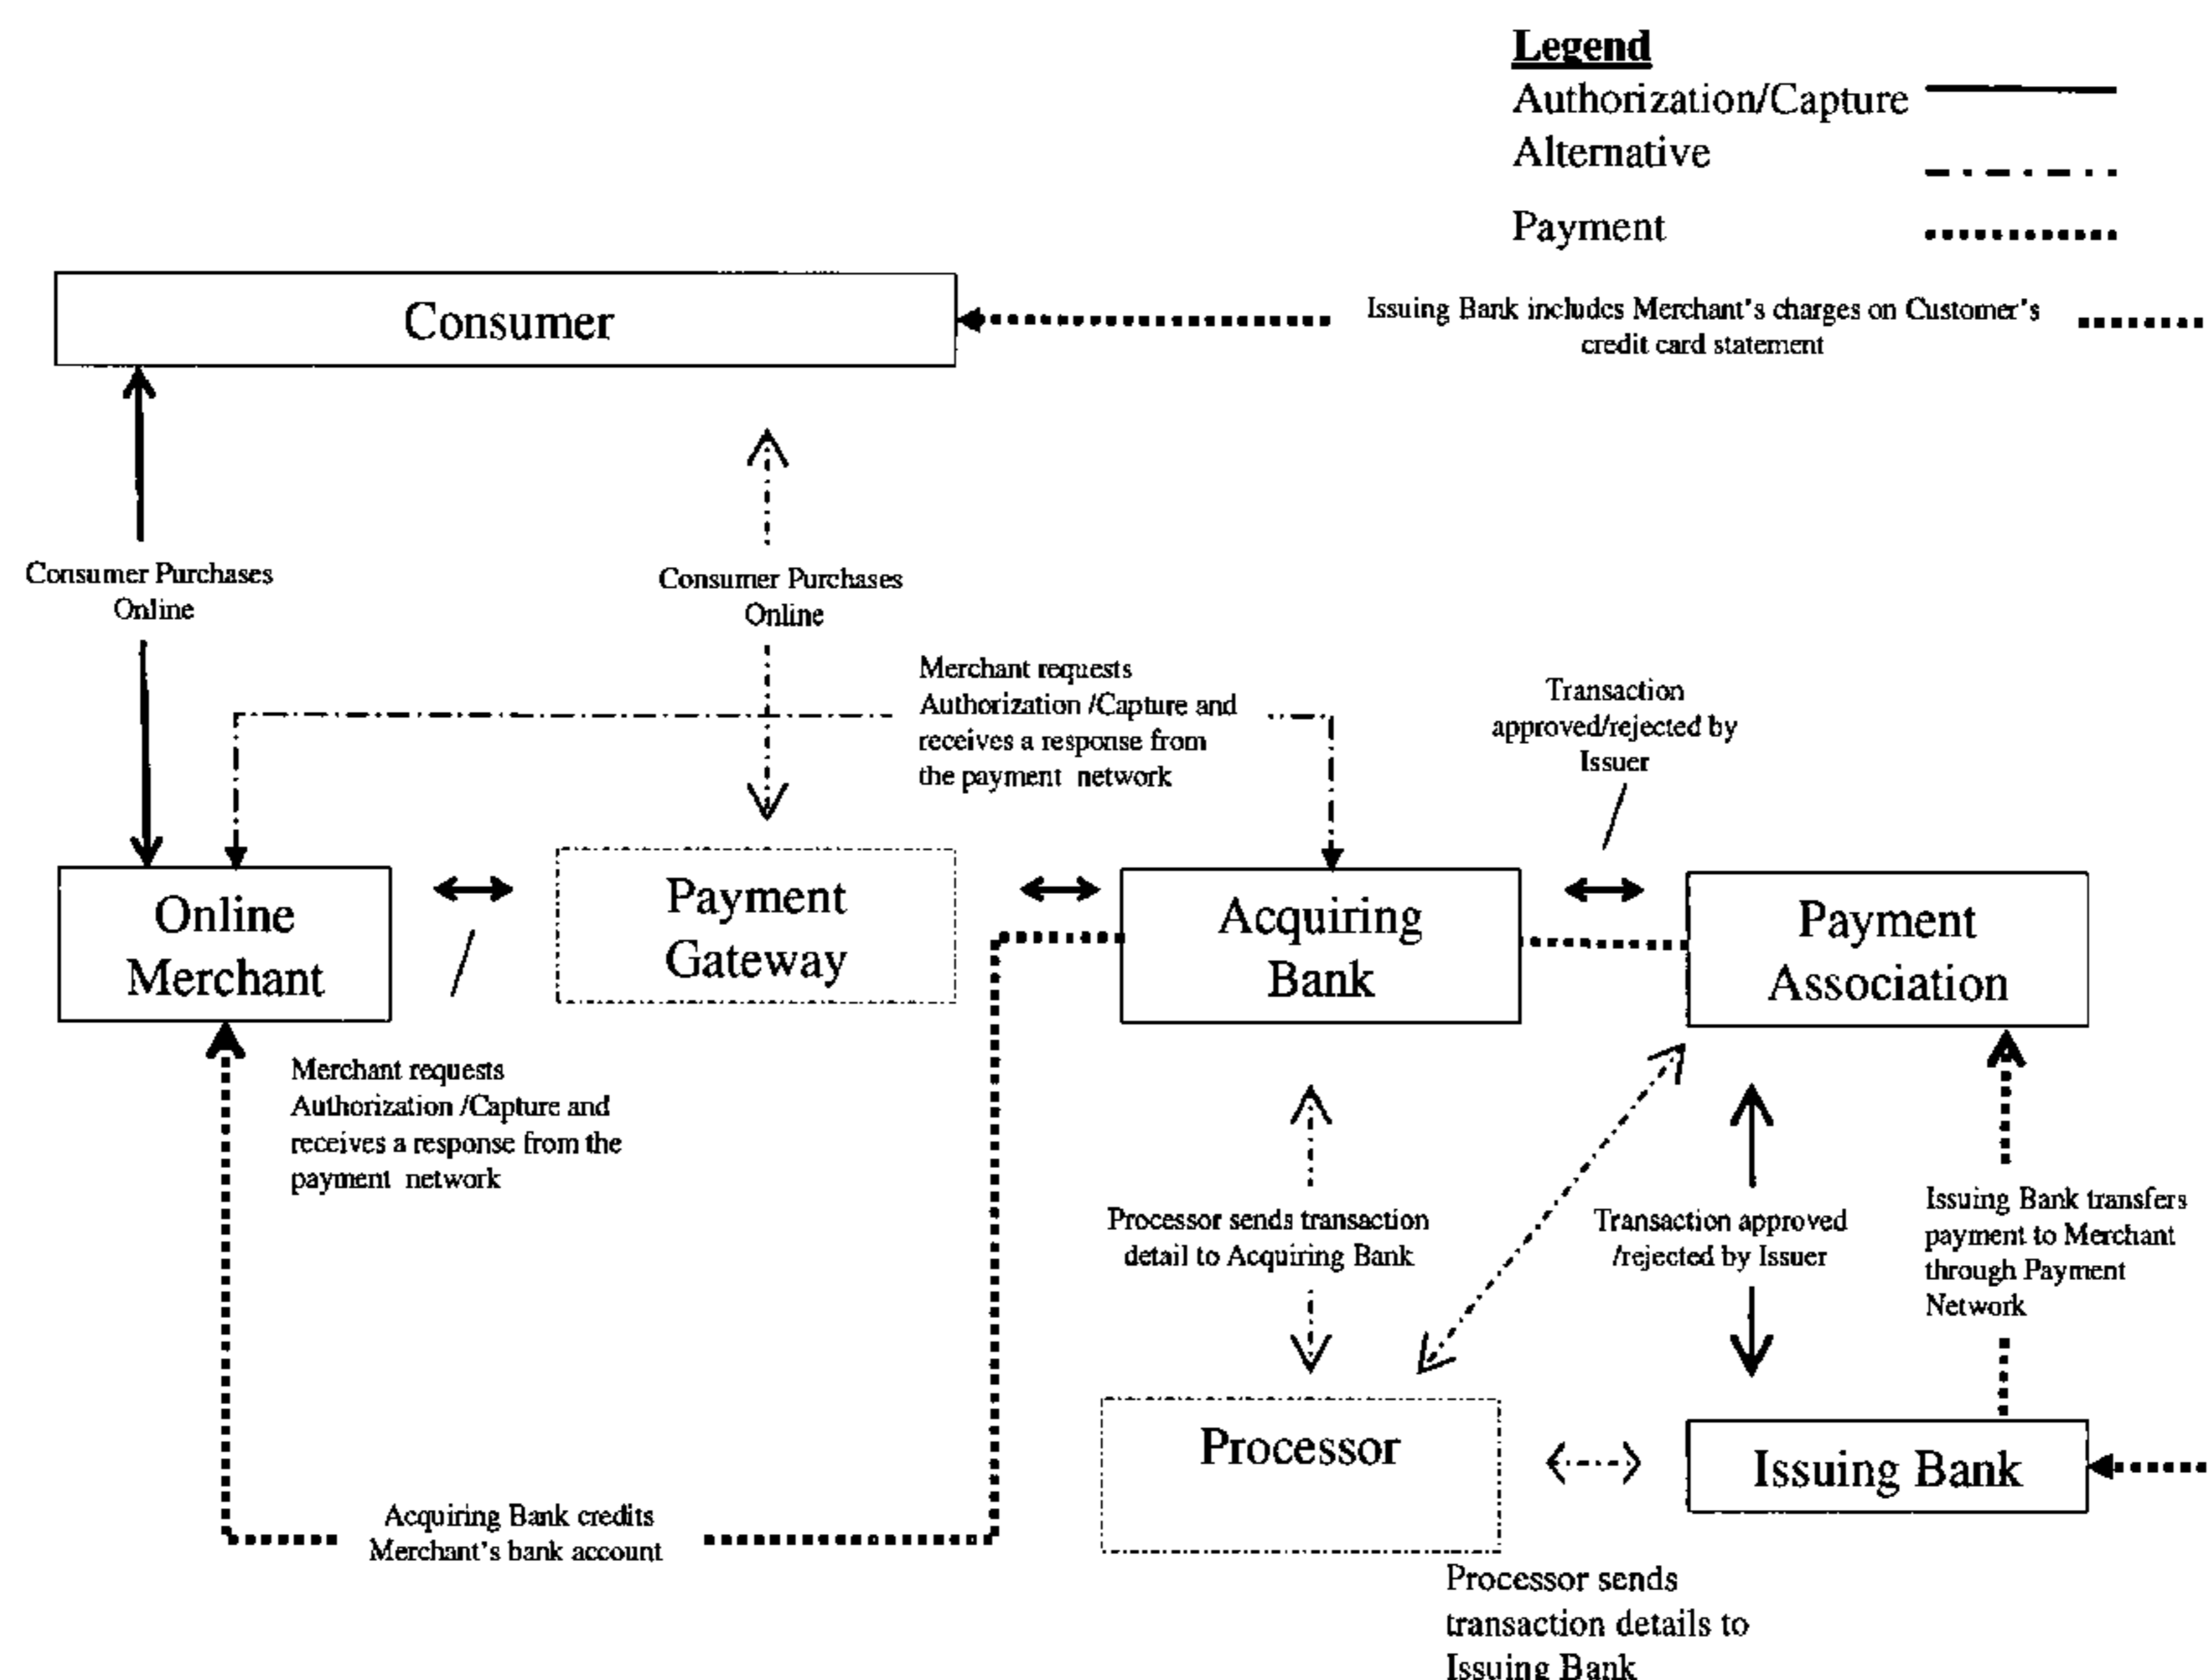 Legend
Authorization/Capture
Alternative
Payment
Consumer
Issuing Bank includes Merchant's charges on Customer's
credit card statement
Consumer Purchases
Online
Consumer Purchases
Online
Merchant requests
Authorization /Capture and
receives a response from
the payment network
Transaction
approved/rejected by
Issuer
Online
Merchant
Payment
Gateway
Acquiring
Bank
Payment
Association
Merchant requests
Authorization /Capture and
receives a response from the
payment network
Processor sends transaction
detail to Acquiring Bank
Transaction approved
/rejected by Issuer
Issuing Bank transfers
payment to Merchant
through Payment
Network
Processor
Issuing Bank
Acquiring Bank credits
Merchant's bank account
Processor sends
transaction details to
Issuing Bank